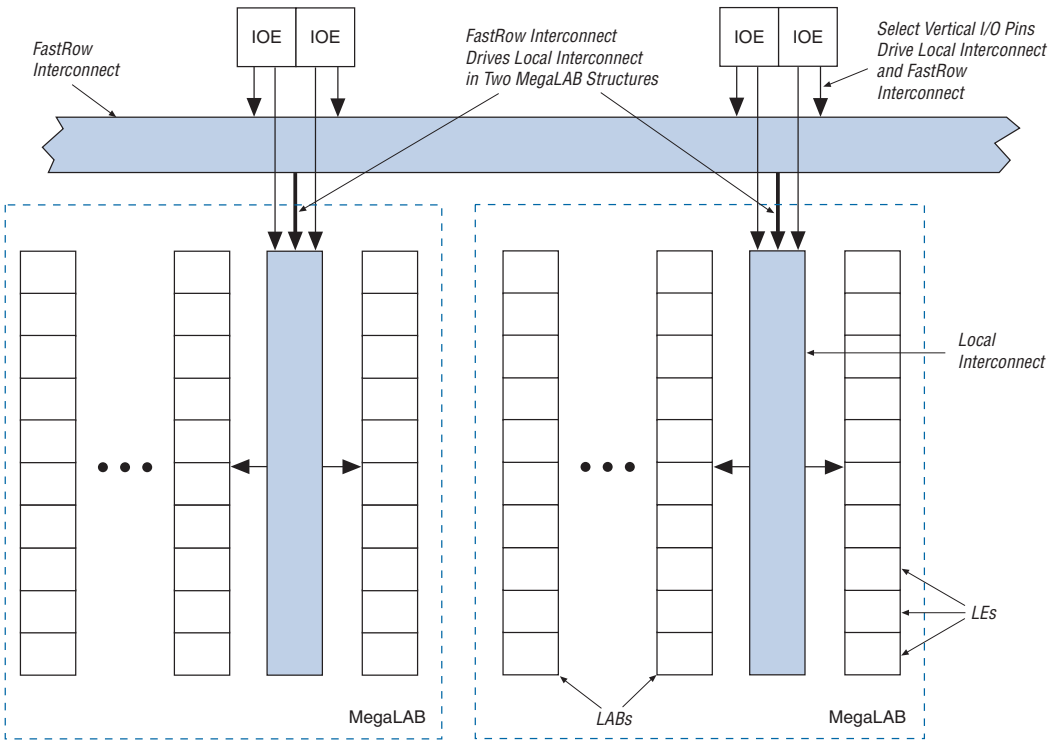 FastRow
Interconnect
IOE IOE
FastRow Interconnect
Drives Local Interconnect
in Two MegaLAB Structures
IOE IOE
Select Vertical I/O Pins
Drive Local Interconnect
and FastRow
Interconnect
Local
Interconnect
LEs
LABs
MegaLAB
MegaLAB